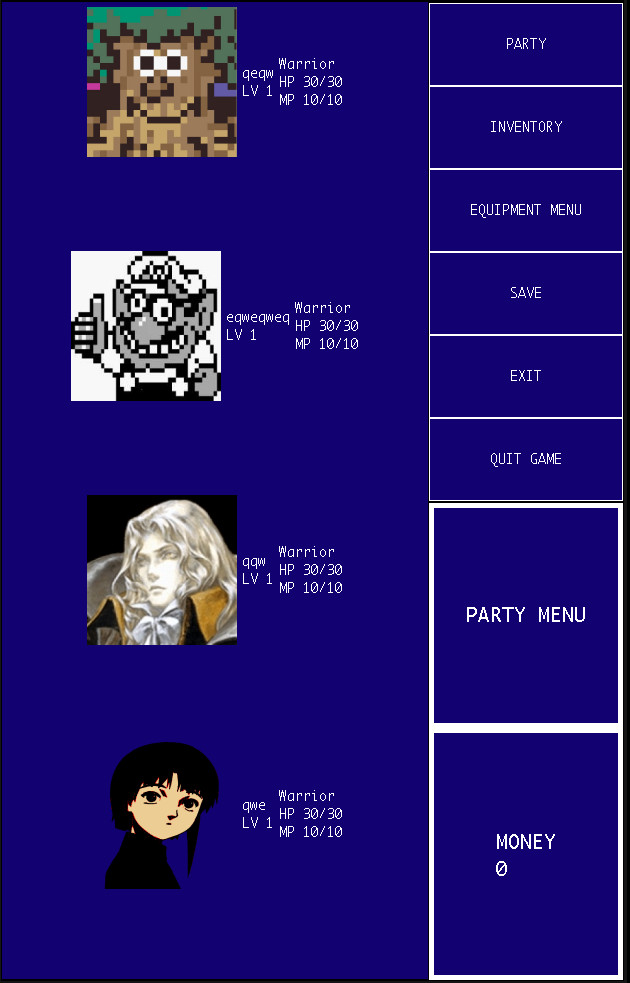 qeqw
LV 1
Warrior
HP 30/30
MP 10/10
eqweqweq
LV 1
Warrior
HP 30/30
MP 10/10
qqw
LV 1
Warrior
HP 30/30
MP 10/10
qwe
LV 1
Warrior
HP 30/30
MP 10/10
PARTY
INVENTORY
EQUIPMENT MENU
SAVE
EXIT
QUIT GAME
PARTY MENU
MONEY
0